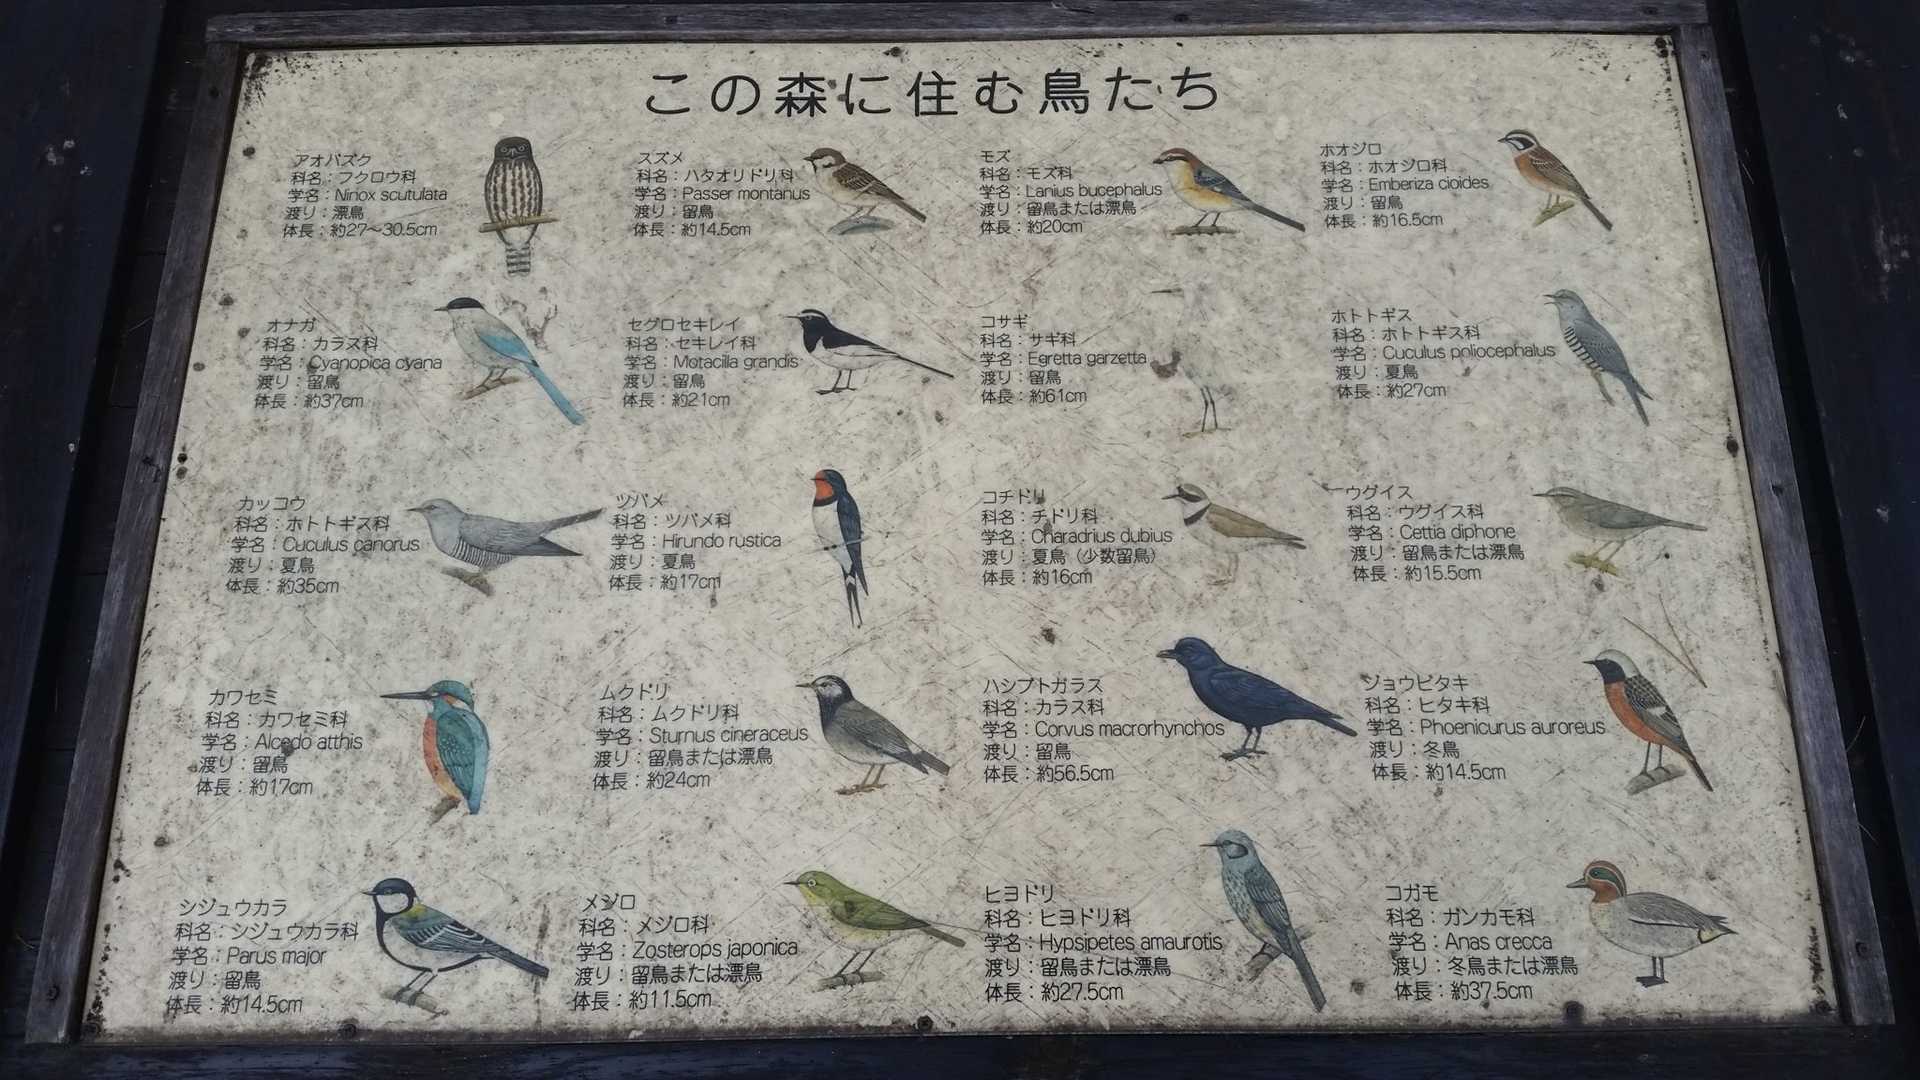 この森に住む鳥たち
アオバズク
科名：フクロウ科
学名：Ninox scutulata
渡り：漂鳥
体長：約27～30.5cm
スズメ
科名：ハタオリドリ科
学名：Passer montanus
渡り：留鳥
体長：約14.5cm
モズ
科名：モズ科
学名：Lanius bucephalus
渡り：留鳥または漂鳥
体長：約20cm
ホオジロ
科名：ホオジロ科
学名：Emberiza cioides
渡り：留鳥
体長：約16.5cm
オナガ
科名：カラス科
学名：Cyanopica cyana
渡り：留鳥
体長：約37cm
セグロセキレイ
科名：セキレイ科
学名：Motacilla grandis
渡り：留鳥
体長：約21cm
コサギ
科名：サギ科
学名：Egretta garzetta
渡り：留鳥
体長：約61cm
ホトトギス
科名：ホトトギス科
学名：Cuculus poliocephalus
渡り：夏鳥
体長：約27cm
カッコウ
科名：ホトトギス科
学名：Cuculus canorus
渡り：夏鳥
体長：約35cm
ツバメ
科名：ツバメ科
学名：Hirundo rustica
渡り：夏鳥
体長：約17cm
コチドリ
科名：チドリ科
学名：Charadrius dubius
渡り：夏鳥（少数留鳥）
体長：約16cm
ウグイス
科名：ウグイス科
学名：Cettia diphone
渡り：留鳥または漂鳥
体長：約15.5cm
カワセミ
科名：カワセミ科
学名：Alcedo atthis
渡り：留鳥
体長：約17cm
ムクドリ
科名：ムクドリ科
学名：Sturnus cineraceus
渡り：留鳥または漂鳥
体長：約24cm
ハシブトガラス
科名：カラス科
学名：Corvus macrorhynchos
渡り：留鳥
体長：約56.5cm
ジョウビタキ
科名：ヒタキ科
学名：Phoenicurus auroreus
渡り：冬鳥
体長：約14.5cm
シジュウカラ
科名：シジュウカラ科
学名：Parus major
渡り：留鳥
体長：約14.5cm
メジロ
科名：メジロ科
学名：Zosterops japonica
渡り：留鳥または漂鳥
体長：約11.5cm
ヒヨドリ
科名：ヒヨドリ科
学名：Hypsipetes amaurotis
渡り：留鳥または漂鳥
体長：約27.5cm
コガモ
科名：ガンカモ科
学名：Anas crecca
渡り：冬鳥または漂鳥
体長：約37.5cm